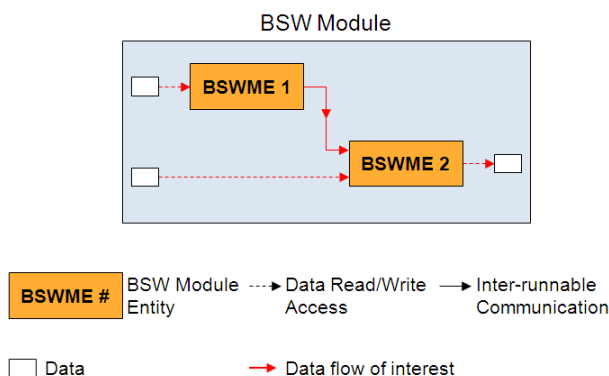 BSW Module
BSWME 1
BSWME 2
BSWME #
BSW Module
Entity
Data Read/Write
Access
Inter-runnable
Communication
Data
Data flow of interest